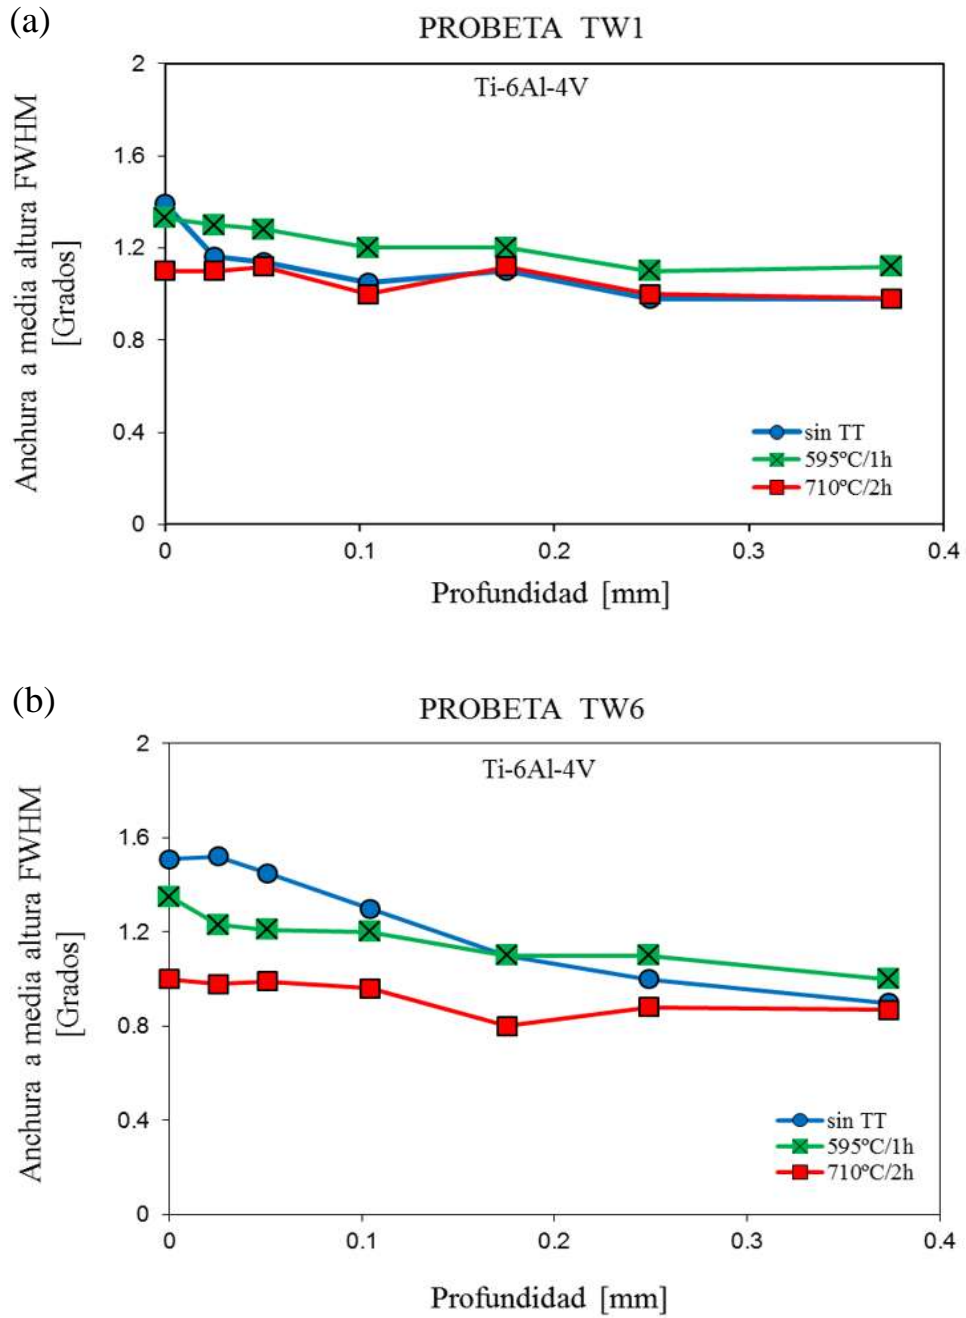 (a)
PROBETA TW1
Ti-6Al-4V
Anchura a media altura FWHM
[Grados]
2
1.6
1.2
0.8
0.4
0
0 0.1 0.2 0.3 0.4
sin TT
595ºC/1h
710ºC/2h
Profundidad [mm]
(b)
PROBETA TW6
Ti-6Al-4V
Anchura a media altura FWHM
[Grados]
2
1.6
1.2
0.8
0.4
0
0 0.1 0.2 0.3 0.4
sin TT
595ºC/1h
710ºC/2h
Profundidad [mm]